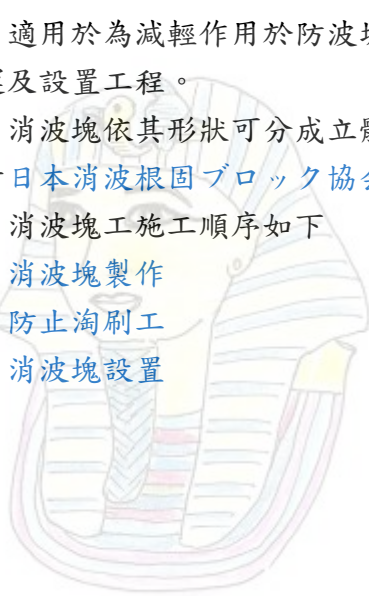 適用於為減輕作用於防波
及設置工程。
消波塊依其形狀可分成立
日本消波根固ブロック協
消波塊工施工順序如下
消波塊製作
防止淘刷工
消波塊設置